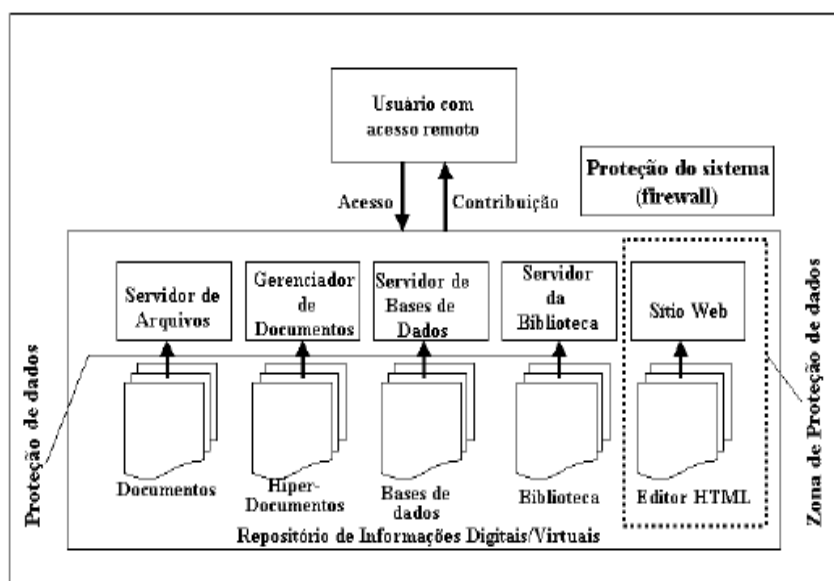 Usuário com
acesso remoto
Proteção do sistema
(firewall)
Acesso
Contribuição
Servidor de
Arquivos
Gerenciador
de
Documentos
Servidor de
Bases de
Dados
Servidor
da
Biblioteca
Sítio Web
Proteção de dados
Zona de Proteção de dados
Documentos
Hiper-
Documentos
Bases de
dados
Biblioteca
Editor HTML
Repositório de Informações Digitais/Virtuais